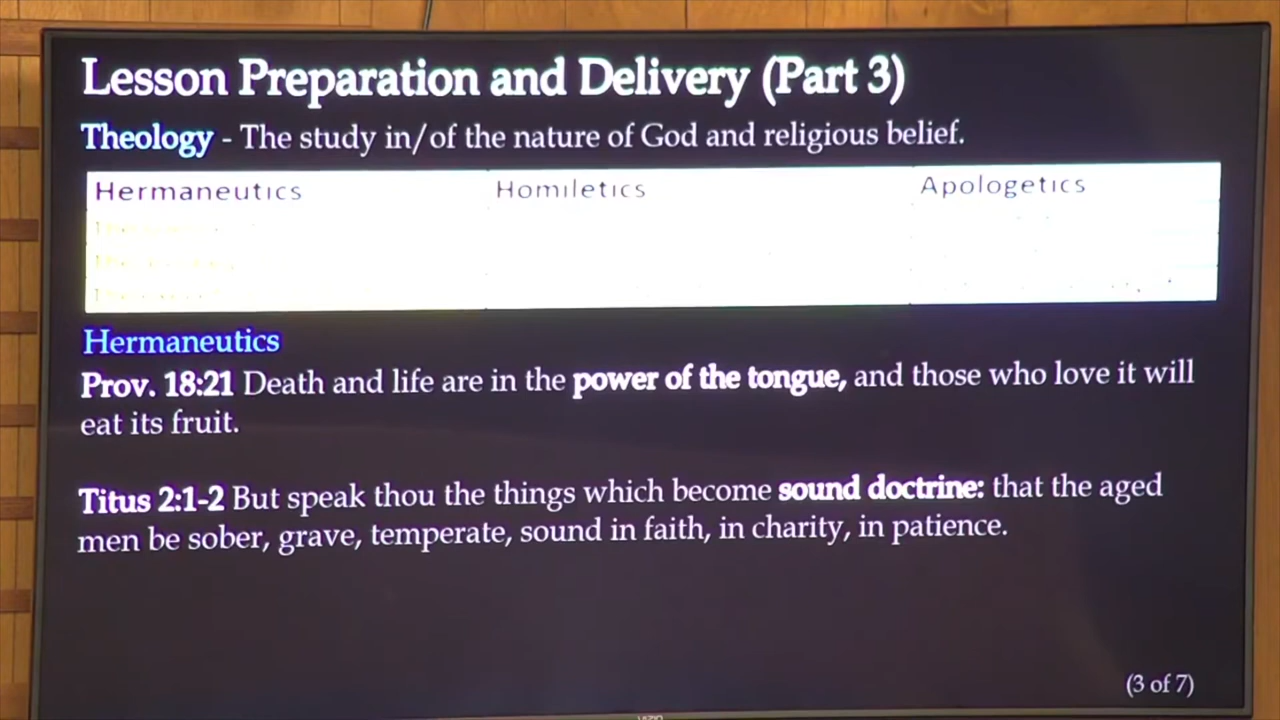 Lesson Preparation and Delivery (Part 3)
Theology - The study in/of the nature of God and religious belief.
Hermaneutics Homiletics Apologetics
Hermaneutics
Prov. 18:21 Death and life are in the power of the tongue, and those who love it will
eat its fruit.
Titus 2:1-2 But speak thou the things which become sound doctrine: that the aged
men be sober, grave, temperate, sound in faith, in charity, in patience.
(3 of 7)
VIZIO